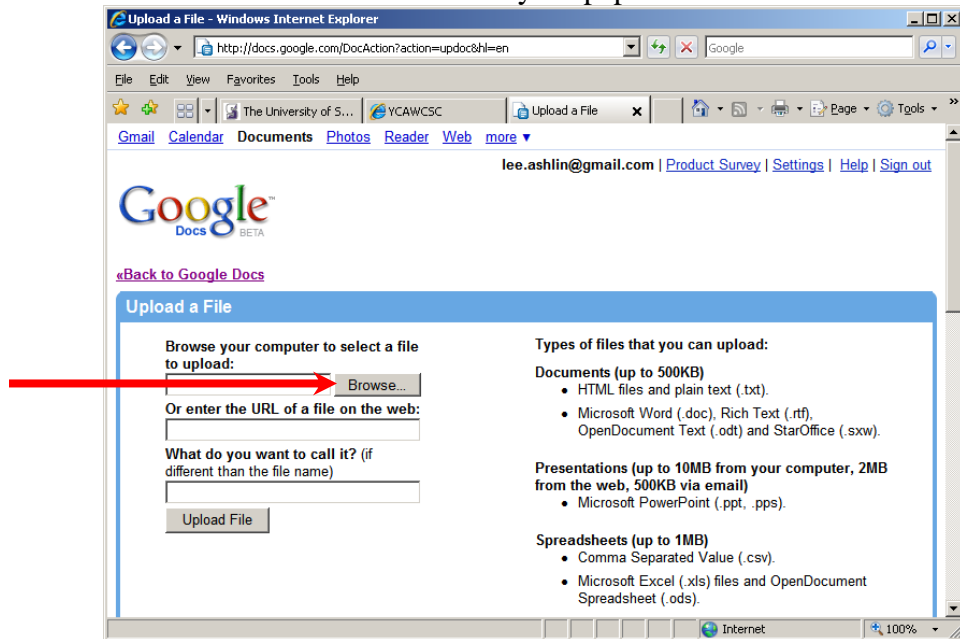 Upload a File - Windows Internet Explorer
http://docs.google.com/DocAction?action=updoc&hl=en
Google
File Edit View Favorites Tools Help
The University of S... YCAWCSC Upload a File Page Tools
Gmail Calendar Documents Photos Reader Web more ▼
lee.ashlin@gmail.com | Product Survey | Settings | Help | Sign out
Google™
Docs BETA
«Back to Google Docs
Upload a File
Browse your computer to select a file
to upload:
Browse...
Or enter the URL of a file on the web:
What do you want to call it? (if
different than the file name)
Upload File
Types of files that you can upload:
Documents (up to 500KB)
• HTML files and plain text (.txt).
• Microsoft Word (.doc), Rich Text (.rtf),
OpenDocument Text (.odt) and StarOffice (.sxw).
Presentations (up to 10MB from your computer, 2MB
from the web, 500KB via email)
• Microsoft PowerPoint (.ppt, .pps).
Spreadsheets (up to 1MB)
• Comma Separated Value (.csv).
• Microsoft Excel (.xls) files and OpenDocument
Spreadsheet (.ods).
Internet 100%